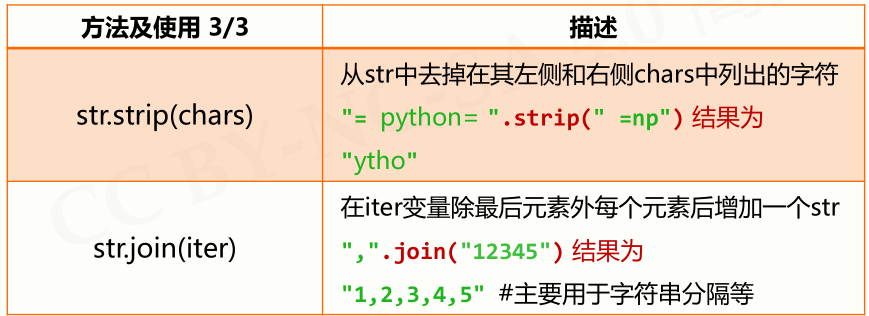 方法及使用 3/3
描述
str.strip(chars)
从str中去掉在其左侧和右侧chars中列出的字符
"= python= ".strip(" =np") 结果为
"ytho"
str.join(iter)
在iter变量除最后元素外每个元素后增加一个str
",".join("12345") 结果为
"1,2,3,4,5" #主要用于字符串分隔等